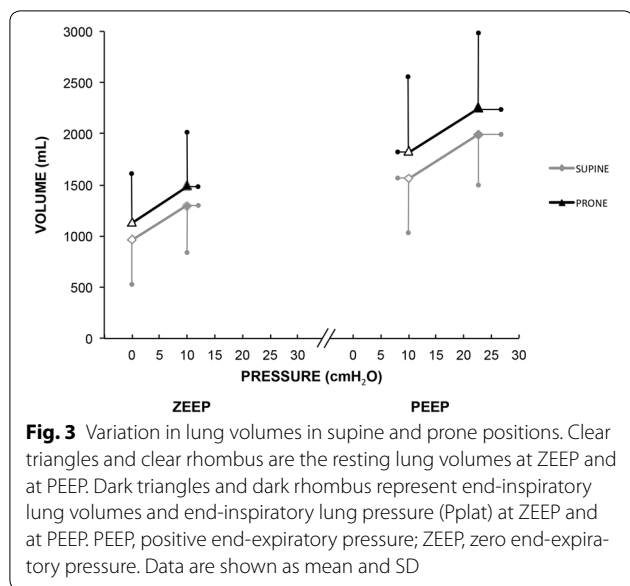 3000
2500
2000
1500
1000
500
0
VOLUME (mL)
SUPINE
PRONE
0 5 10 15 20 25 30 // 0 5 10 15 20 25 30
PRESSURE (cmH₂O)
ZEEP PEEP
Fig. 3 Variation in lung volumes in supine and prone positions. Clear
triangles and clear rhombus are the resting lung volumes at ZEEP and
at PEEP. Dark triangles and dark rhombus represent end-inspiratory
lung volumes and end-inspiratory lung pressure (Pplat) at ZEEP and
at PEEP. PEEP, positive end-expiratory pressure; ZEEP, zero end-expira-
tory pressure. Data are shown as mean and SD